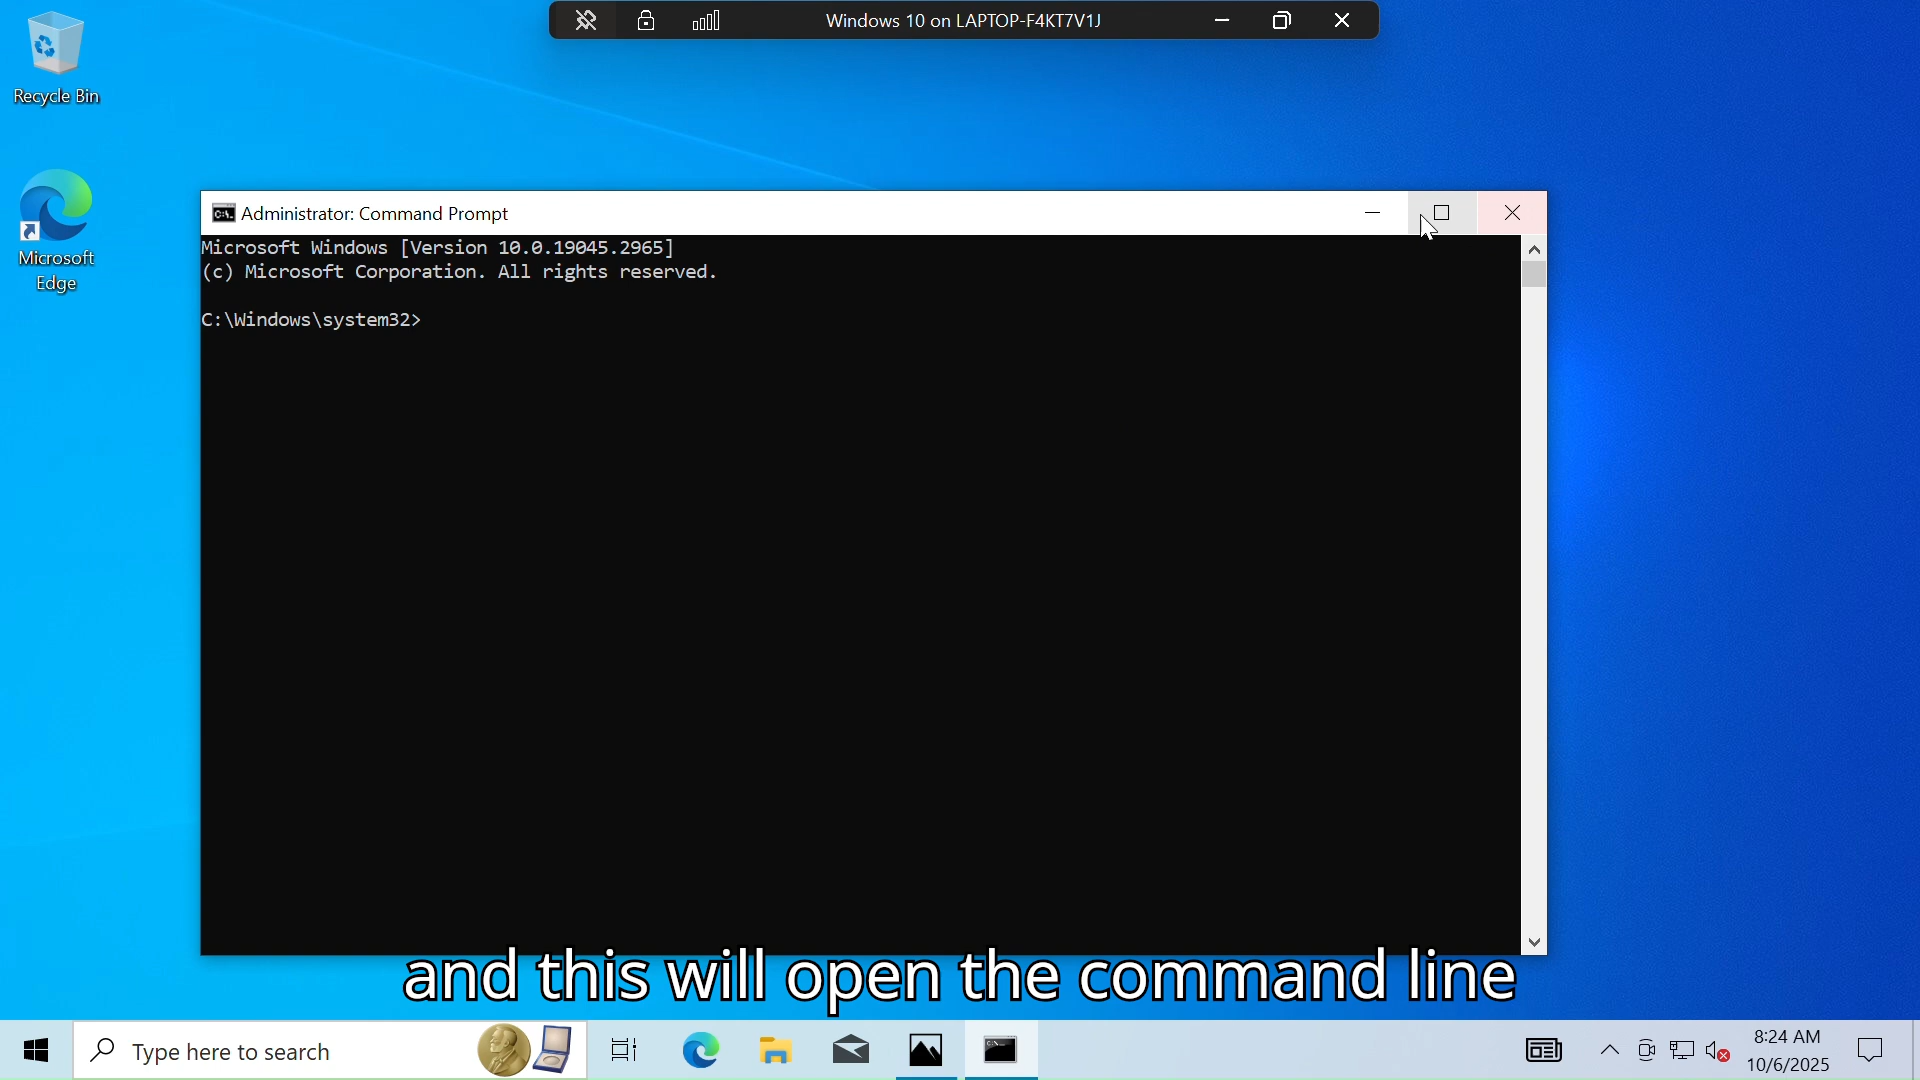 Windows 10 on LAPTOP-F4KT7V1J
Recycle Bin
Microsoft
Edge
Administrator: Command Prompt
Microsoft Windows [Version 10.0.19045.2965]
(c) Microsoft Corporation. All rights reserved.
C:\Windows\system32>
and this will open the command line
Type here to search
8:24 AM
10/6/2025